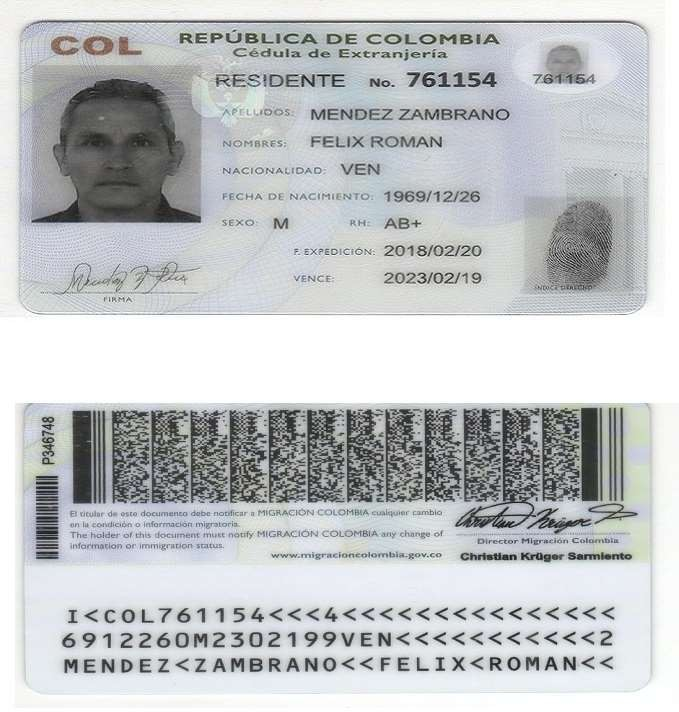 COL
REPÚBLICA DE COLOMBIA
Cédula de Extranjería
RESIDENTE No. 761154
761154
APELLIDOS: MENDEZ ZAMBRANO
NOMBRES: FELIX ROMAN
NACIONALIDAD: VEN
FECHA DE NACIMIENTO: 1969/12/26
SEXO: M RH: AB+
F. EXPEDICIÓN: 2018/02/20
VENCE: 2023/02/19
FIRMA
INDICE DERECHO
P346748
El titular de este documento debe notificar a MIGRACIÓN COLOMBIA cualquier cambio
en la condición o información migratoria.
The holder of this document must notify MIGRACIÓN COLOMBIA any change of
information or immigration status.
www.migracioncolombia.gov.co
Director Migración Colombia
Christian Krüger Sarmiento
I<COL761154<<<4<<<<<<<<<<<<<<<
6912260M2302199VEN<<<<<<<<<<<2
MENDEZ<ZAMBRANO<<FELIX<ROMAN<<